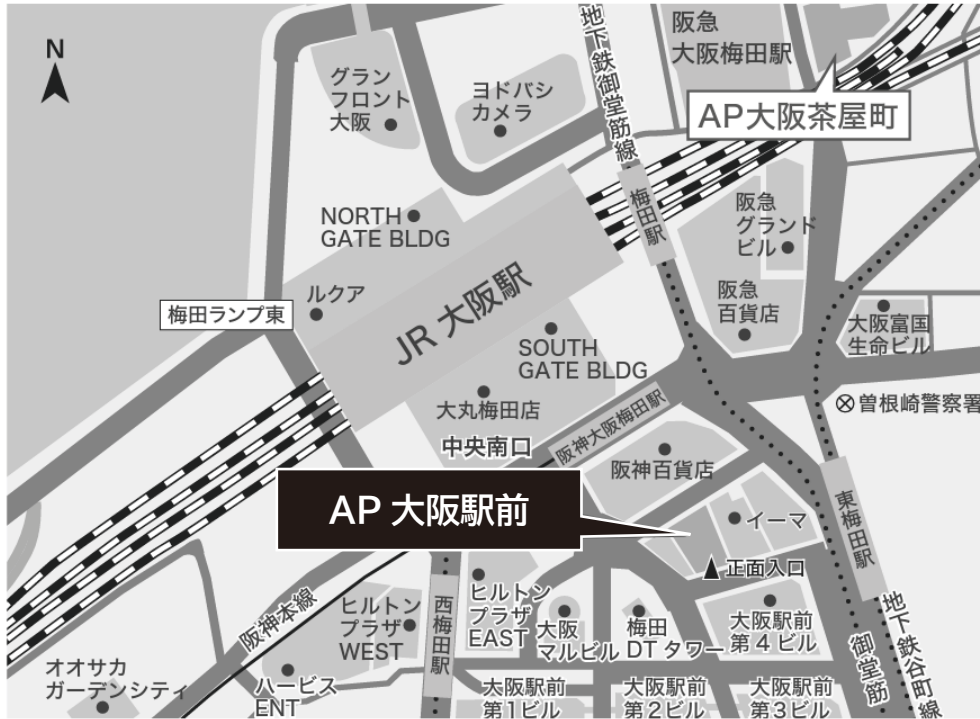 N
グラン
フロント
大阪
ヨドバシ
カメラ
地下鉄御堂筋線
阪急
大阪梅田駅
AP大阪茶屋町
NORTH
GATE BLDG
梅田駅
阪急
グランド
ビル
ルクア
梅田ランプ東
JR 大阪駅
阪急
百貨店
大阪富国
生命ビル
SOUTH
GATE BLDG
大丸梅田店
中央南口
阪神大阪梅田駅
曽根崎警察署
阪神百貨店
AP 大阪駅前
イーマ
東梅田駅
正面入口
阪神本線
ヒルトン
プラザ
WEST
西梅田駅
ヒルトン
プラザ
EAST
大阪
マルビル
梅田
DT タワー
大阪駅前
第4ビル
御堂筋
地下鉄谷町線
オオサカ
ガーデンシティ
ハービス
ENT
大阪駅前
第1ビル
大阪駅前
第2ビル
大阪駅前
第3ビル